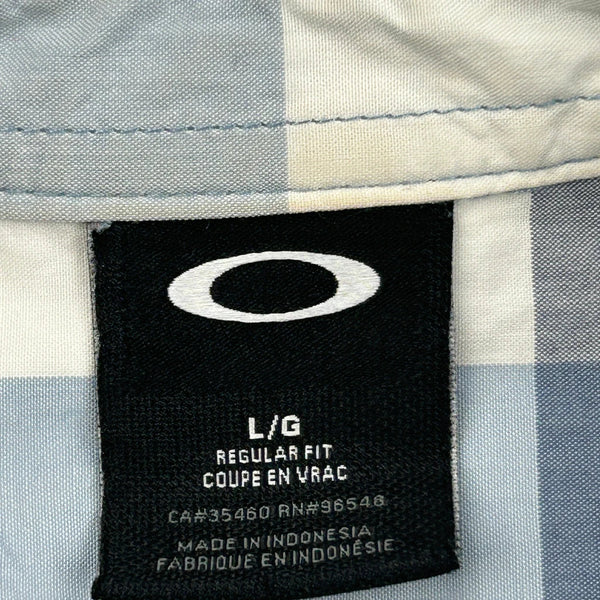 L/G
REGULAR FIT
COUPE EN VRAC
CA#35460 RN#96548
MADE IN INDONESIA
FABRIQUE EN INDONÉSIE